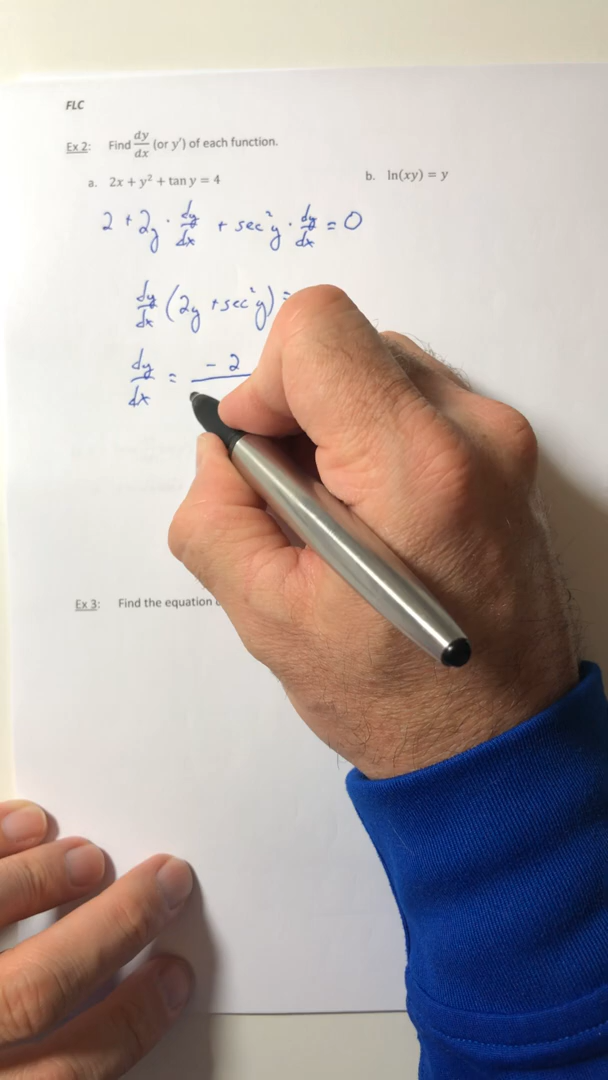 FLC
Ex 2: Find dy/dx (or y') of each function.
a. 2x + y² + tan y = 4
b. ln(xy) = y
2 + 2y · dy/dx + sec²y · dy/dx = 0
dy/dx (2y + sec²y) =
dy/dx = -2
Ex 3: Find the equation